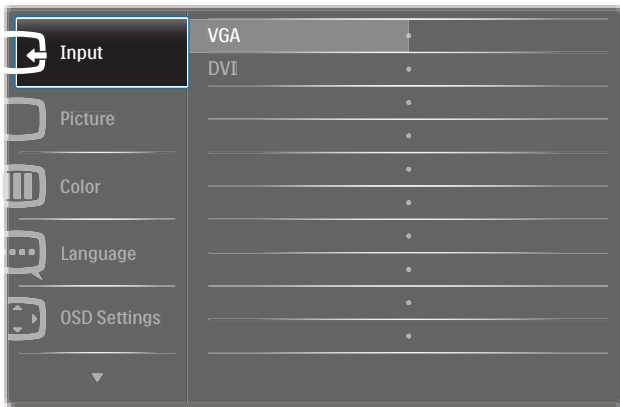 Input
Picture
Color
Language
OSD Settings
VGA
DVI